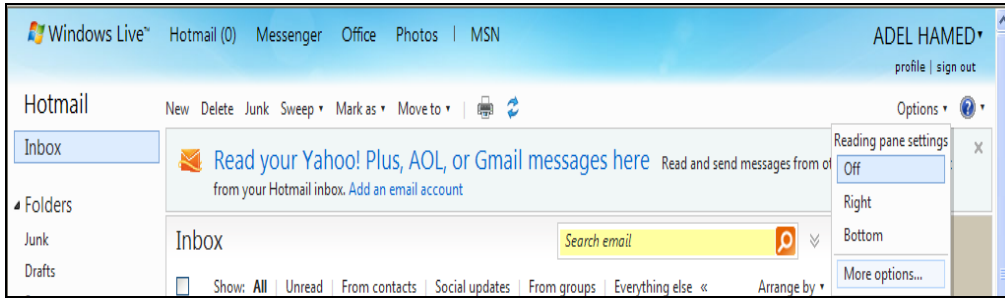 Windows Live™ Hotmail (0) Messenger Office Photos | MSN ADEL HAMED
profile | sign out
Hotmail New Delete Junk Sweep Mark as Move to Options
Inbox
Reading pane settings
Read your Yahoo! Plus, AOL, or Gmail messages here Read and send messages from
from your Hotmail inbox. Add an email account
Off
Folders
Right
Junk
Inbox
Search email
Bottom
Drafts
Show: All | Unread | From contacts | Social updates | From groups | Everything else « Arrange by
More options...